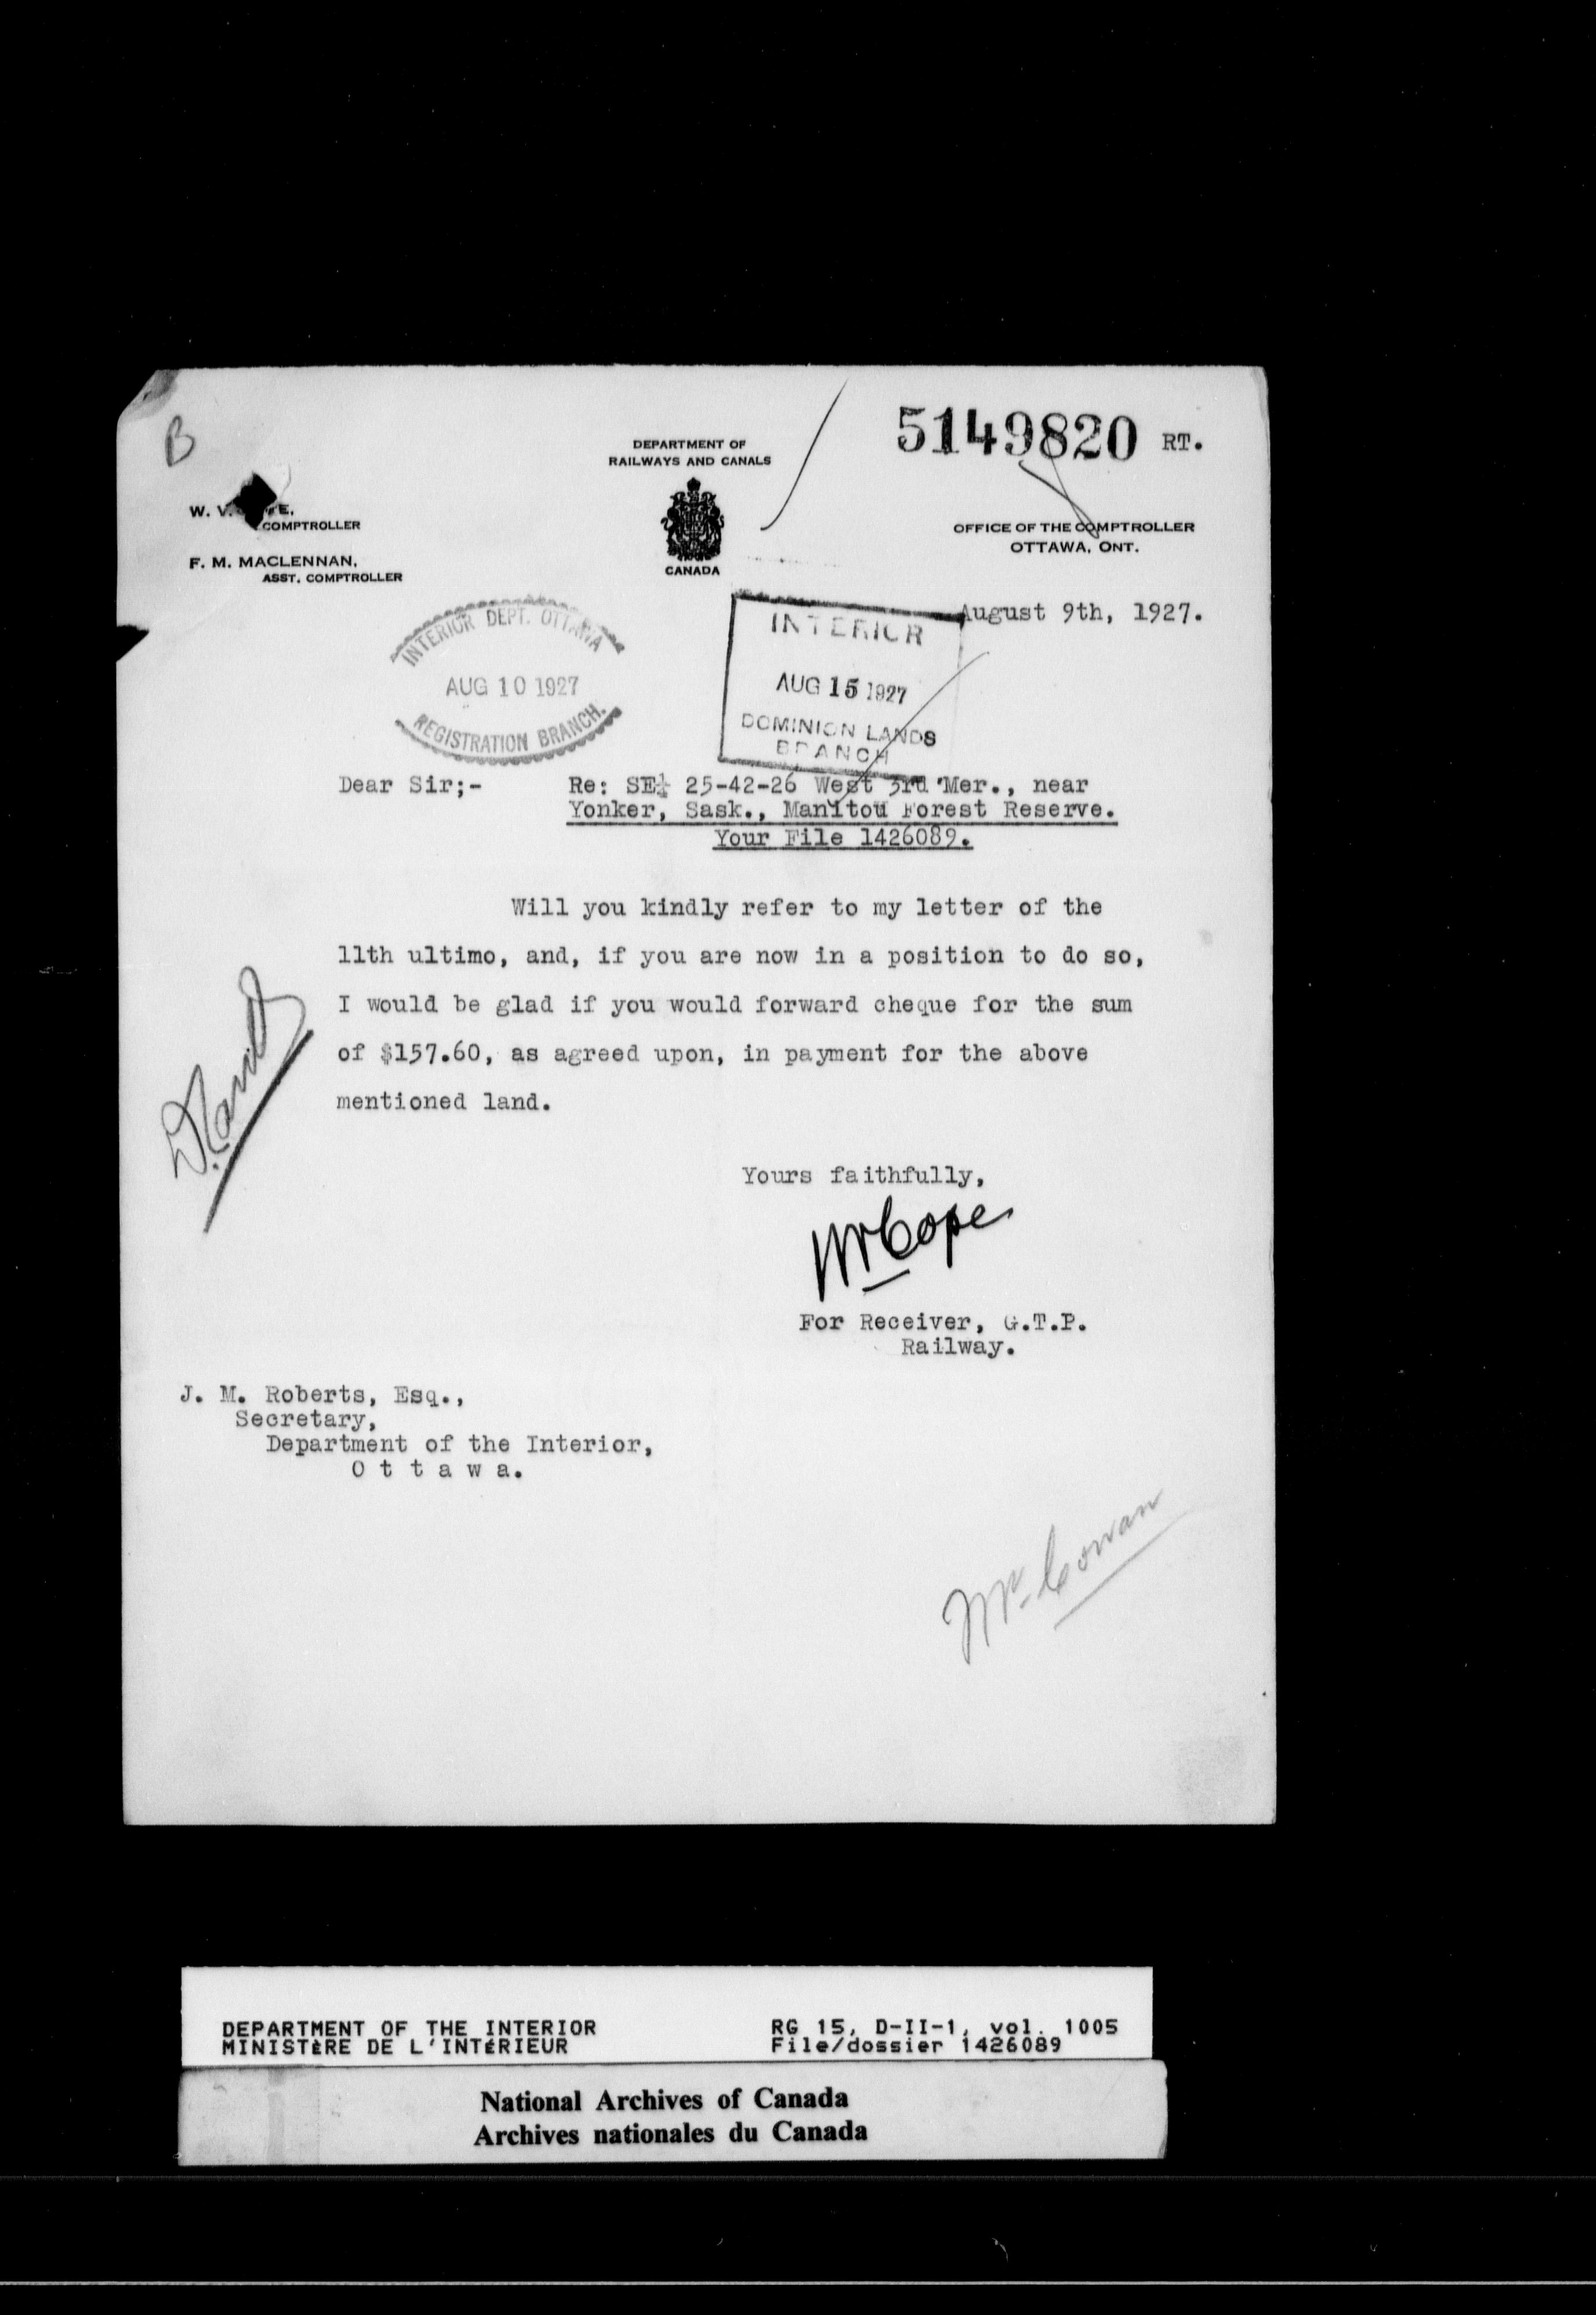 B
5149820 RT.
DEPARTMENT OF
RAILWAYS AND CANALS
W. V. E.
COMPTROLLER
F. M. MACLENNAN,
ASST. COMPTROLLER
CANADA
OFFICE OF THE COMPTROLLER
OTTAWA, ONT.
August 9th, 1927.
INTERIOR DEPT. OTTAWA
AUG 10 1927
REGISTRATION BRANCH.
INTERIOR
AUG 15 1927
DOMINION LANDS
BRANCH
Dear Sir;- Re: SE¼ 25-42-26 West 3rd Mer., near
Yonker, Sask., Manitou Forest Reserve.
Your File 1426089.
Will you kindly refer to my letter of the
11th ultimo, and, if you are now in a position to do so,
I would be glad if you would forward cheque for the sum
of $157.60, as agreed upon, in payment for the above
mentioned land.
Yours faithfully,
WVCope
For Receiver, G.T.P.
Railway.
J. M. Roberts, Esq.,
Secretary,
Department of the Interior,
O t t a w a.
Mr. Cowan
DEPARTMENT OF THE INTERIOR
MINISTÈRE DE L'INTÉRIEUR
RG 15, D-II-1, vol. 1005
File/dossier 1426089
National Archives of Canada
Archives nationales du Canada